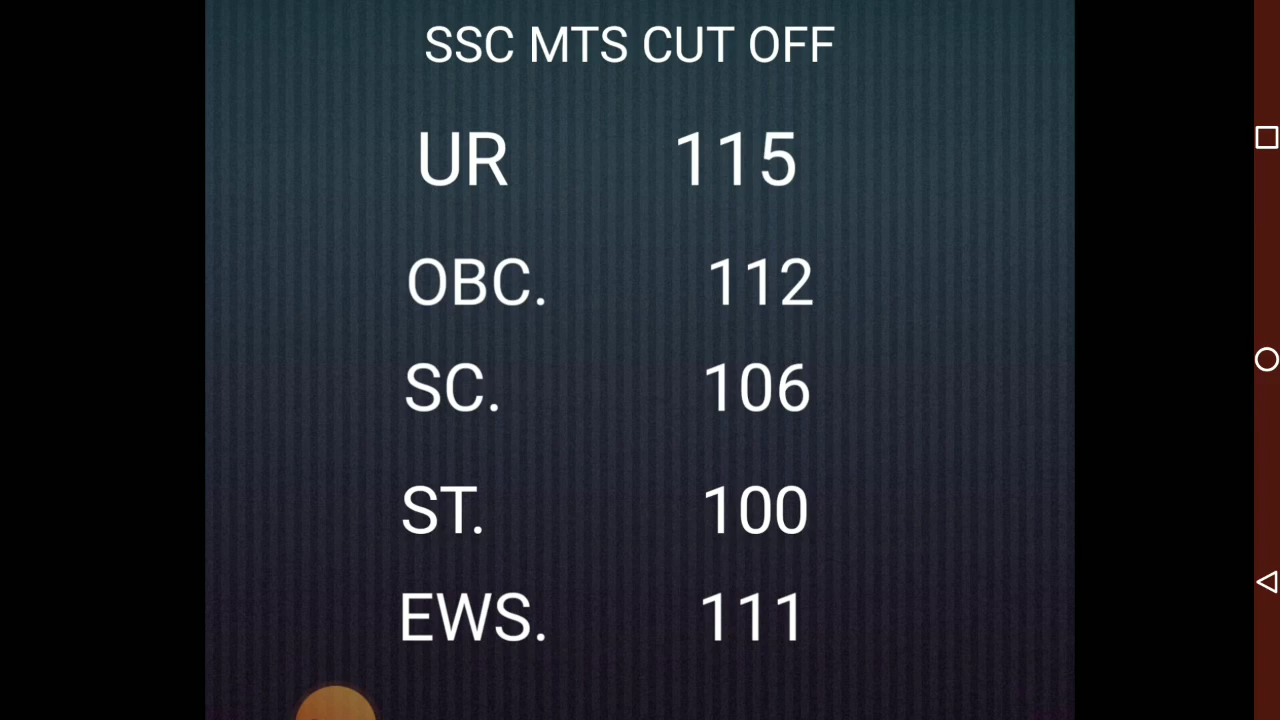 SSC MTS CUT OFF
UR 115
OBC. 112
SC. 106
ST. 100
EWS. 111